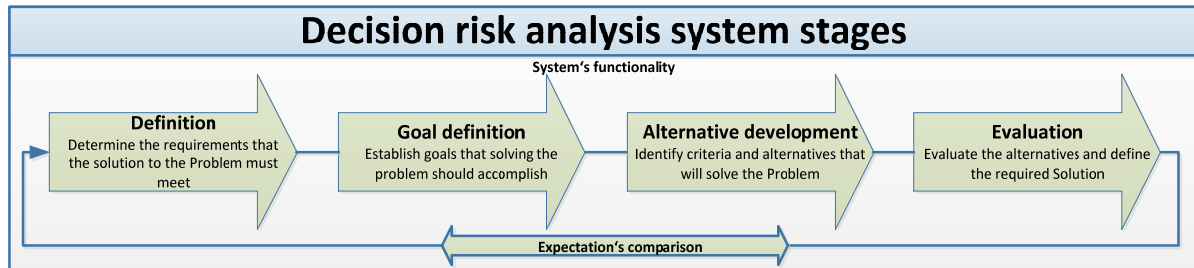 Decision risk analysis system stages
System‘s functionality
Definition
Determine the requirements that
the solution to the Problem must
meet
Goal definition
Establish goals that solving the
problem should accomplish
Alternative development
Identify criteria and alternatives that
will solve the Problem
Evaluation
Evaluate the alternatives and define
the required Solution
Expectation‘s comparison